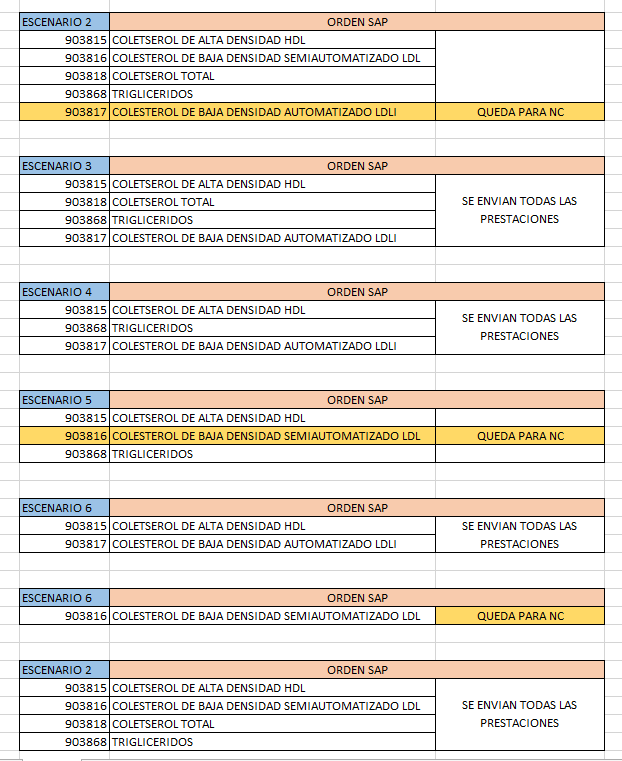 ESCENARIO 2 ORDEN SAP
903815 COLETSEROL DE ALTA DENSIDAD HDL
903816 COLESTEROL DE BAJA DENSIDAD SEMIAUTOMATIZADO LDL
903818 COLETSEROL TOTAL
903868 TRIGLICERIDOS
903817 COLESTEROL DE BAJA DENSIDAD AUTOMATIZADO LDLI QUEDA PARA NC
ESCENARIO 3 ORDEN SAP
903815 COLETSEROL DE ALTA DENSIDAD HDL
903818 COLETSEROL TOTAL
903868 TRIGLICERIDOS
903817 COLESTEROL DE BAJA DENSIDAD AUTOMATIZADO LDLI
SE ENVIAN TODAS LAS
PRESTACIONES
ESCENARIO 4 ORDEN SAP
903815 COLETSEROL DE ALTA DENSIDAD HDL
903868 TRIGLICERIDOS
903817 COLESTEROL DE BAJA DENSIDAD AUTOMATIZADO LDLI
SE ENVIAN TODAS LAS
PRESTACIONES
ESCENARIO 5 ORDEN SAP
903815 COLETSEROL DE ALTA DENSIDAD HDL
903816 COLESTEROL DE BAJA DENSIDAD SEMIAUTOMATIZADO LDL QUEDA PARA NC
903868 TRIGLICERIDOS
ESCENARIO 6 ORDEN SAP
903815 COLETSEROL DE ALTA DENSIDAD HDL
903817 COLESTEROL DE BAJA DENSIDAD AUTOMATIZADO LDLI
SE ENVIAN TODAS LAS
PRESTACIONES
ESCENARIO 6 ORDEN SAP
903816 COLESTEROL DE BAJA DENSIDAD SEMIAUTOMATIZADO LDL QUEDA PARA NC
ESCENARIO 2 ORDEN SAP
903815 COLETSEROL DE ALTA DENSIDAD HDL
903816 COLESTEROL DE BAJA DENSIDAD SEMIAUTOMATIZADO LDL
903818 COLETSEROL TOTAL
903868 TRIGLICERIDOS
SE ENVIAN TODAS LAS
PRESTACIONES